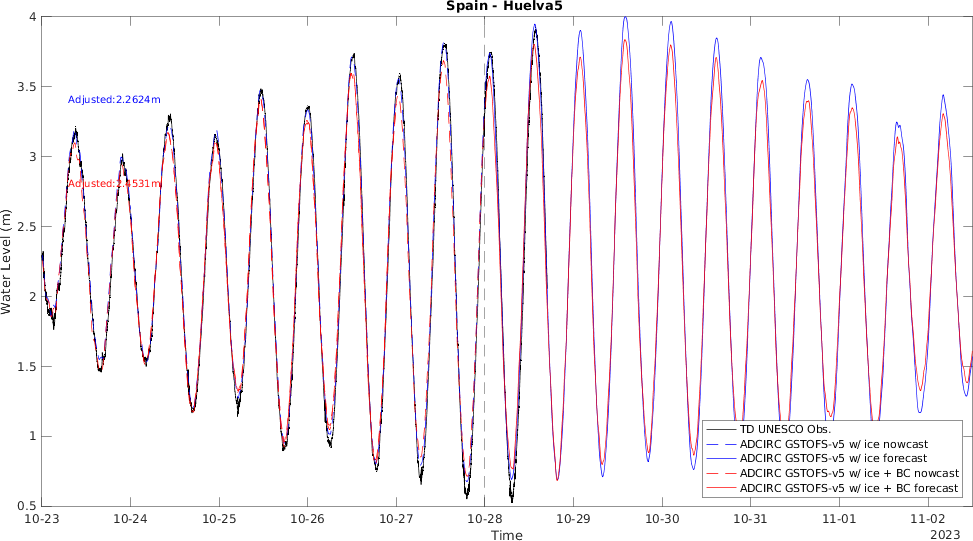 Spain - Huelva5
4
3.5
3
2.5
2
1.5
1
0.5
Water Level (m)
Adjusted:2.2624m
Adjusted:2.4531m
TD UNESCO Obs.
ADCIRC GSTOFS-v5 w/ ice nowcast
ADCIRC GSTOFS-v5 w/ ice forecast
ADCIRC GSTOFS-v5 w/ ice + BC nowcast
ADCIRC GSTOFS-v5 w/ ice + BC forecast
10-23 10-24 10-25 10-26 10-27 10-28 10-29 10-30 10-31 11-01 11-02
Time
2023